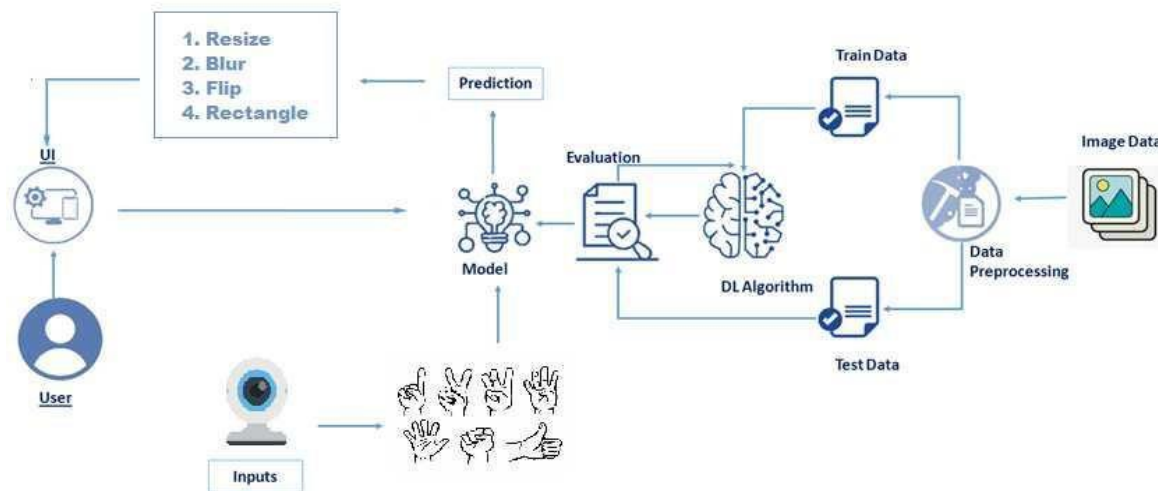 1. Resize
2. Blur
3. Flip
4. Rectangle
Prediction
Train Data
UI
Evaluation
Image Data
Model
DL Algorithm
Data
Preprocessing
Test Data
User
Inputs